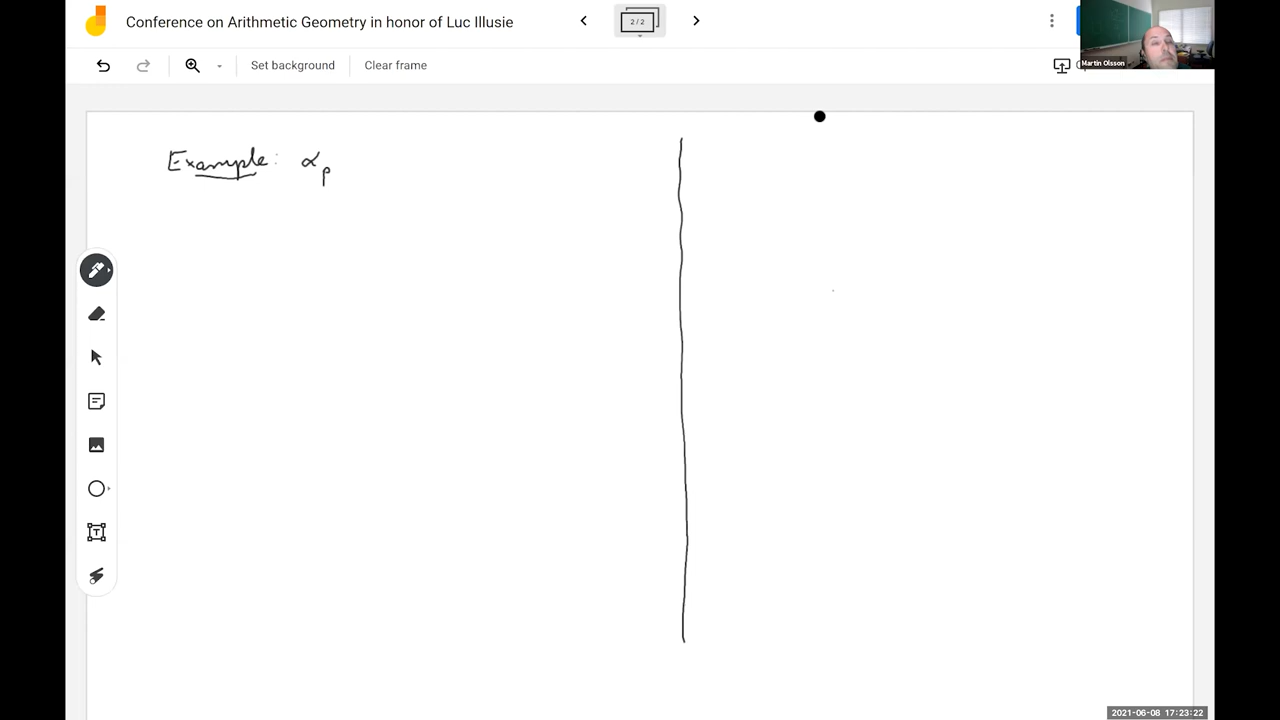 Conference on Arithmetic Geometry in honor of Luc Illusie
2 / 2
Martin Olsson
Set background
Clear frame
Example: αₚ
T
2021-06-08 17:23:22